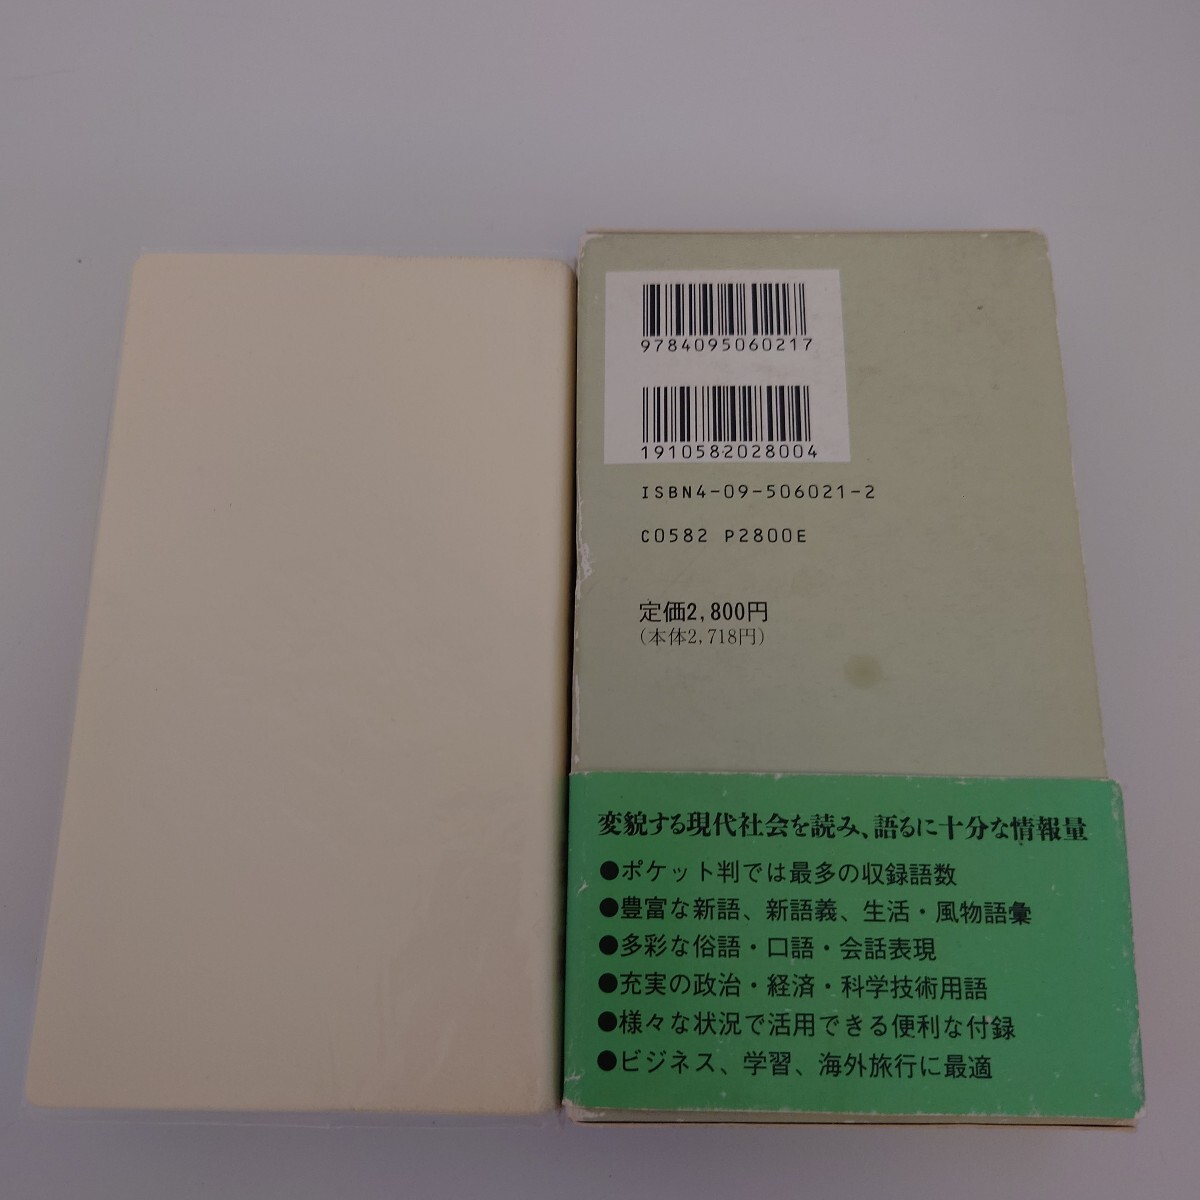 9784095060217
1910582028004
ISBN4-09-506021-2
C0582 P2800E
定価2,800円
(本体2,718円)
変貌する現代社会を読み、語るに十分な情報量
●ポケット判では最多の収録語数
●豊富な新語、新語義、生活・風物語彙
●多彩な俗語・口語・会話表現
●充実の政治・経済・科学技術用語
●様々な状況で活用できる便利な付録
●ビジネス、学習、海外旅行に最適